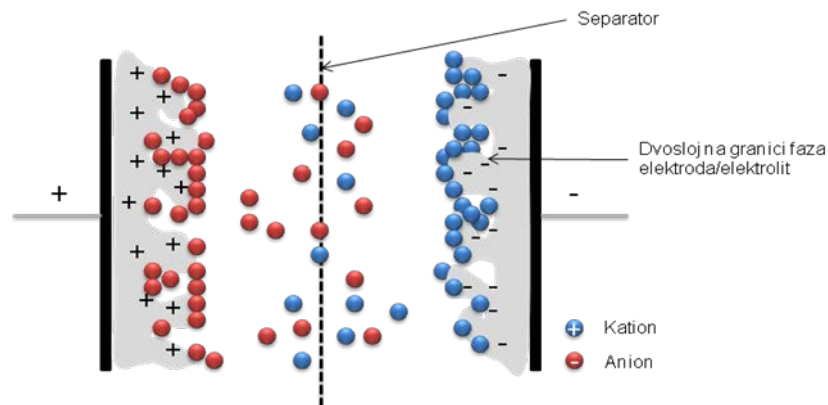 Separator
Dvosloj na granici faza
elektroda/elektrolit
+
-
+ Kation
- Anion